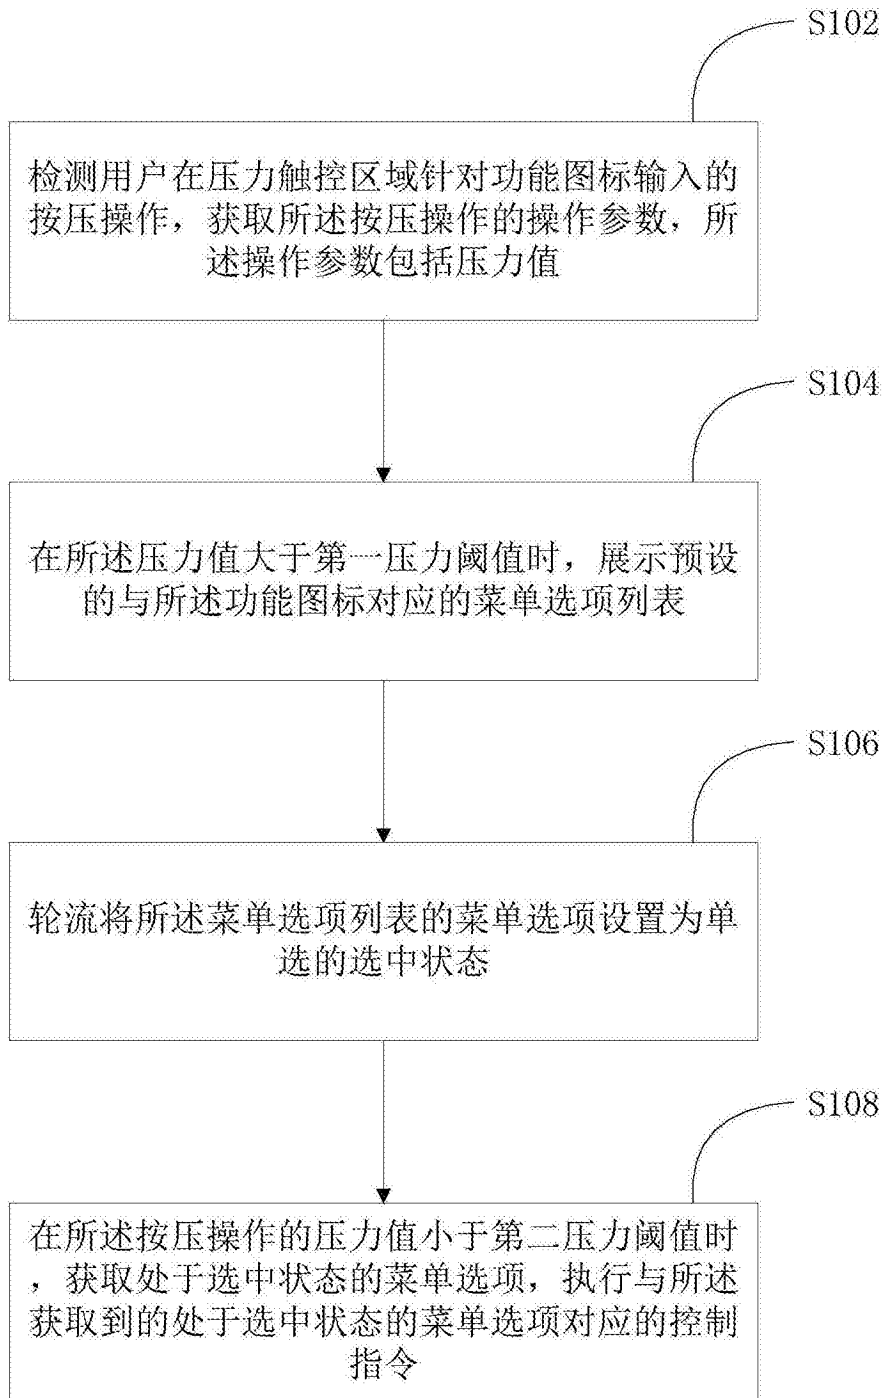 S102
检测用户在压力触控区域针对功能图标输入的
按压操作，获取所述按压操作的操作参数，所
述操作参数包括压力值
S104
在所述压力值大于第一压力阈值时，展示预设
的与所述功能图标对应的菜单选项列表
S106
轮流将所述菜单选项列表的菜单选项设置为单
选的选中状态
S108
在所述按压操作的压力值小于第二压力阈值时
，获取处于选中状态的菜单选项，执行与所述
获取到的处于选中状态的菜单选项对应的控制
指令